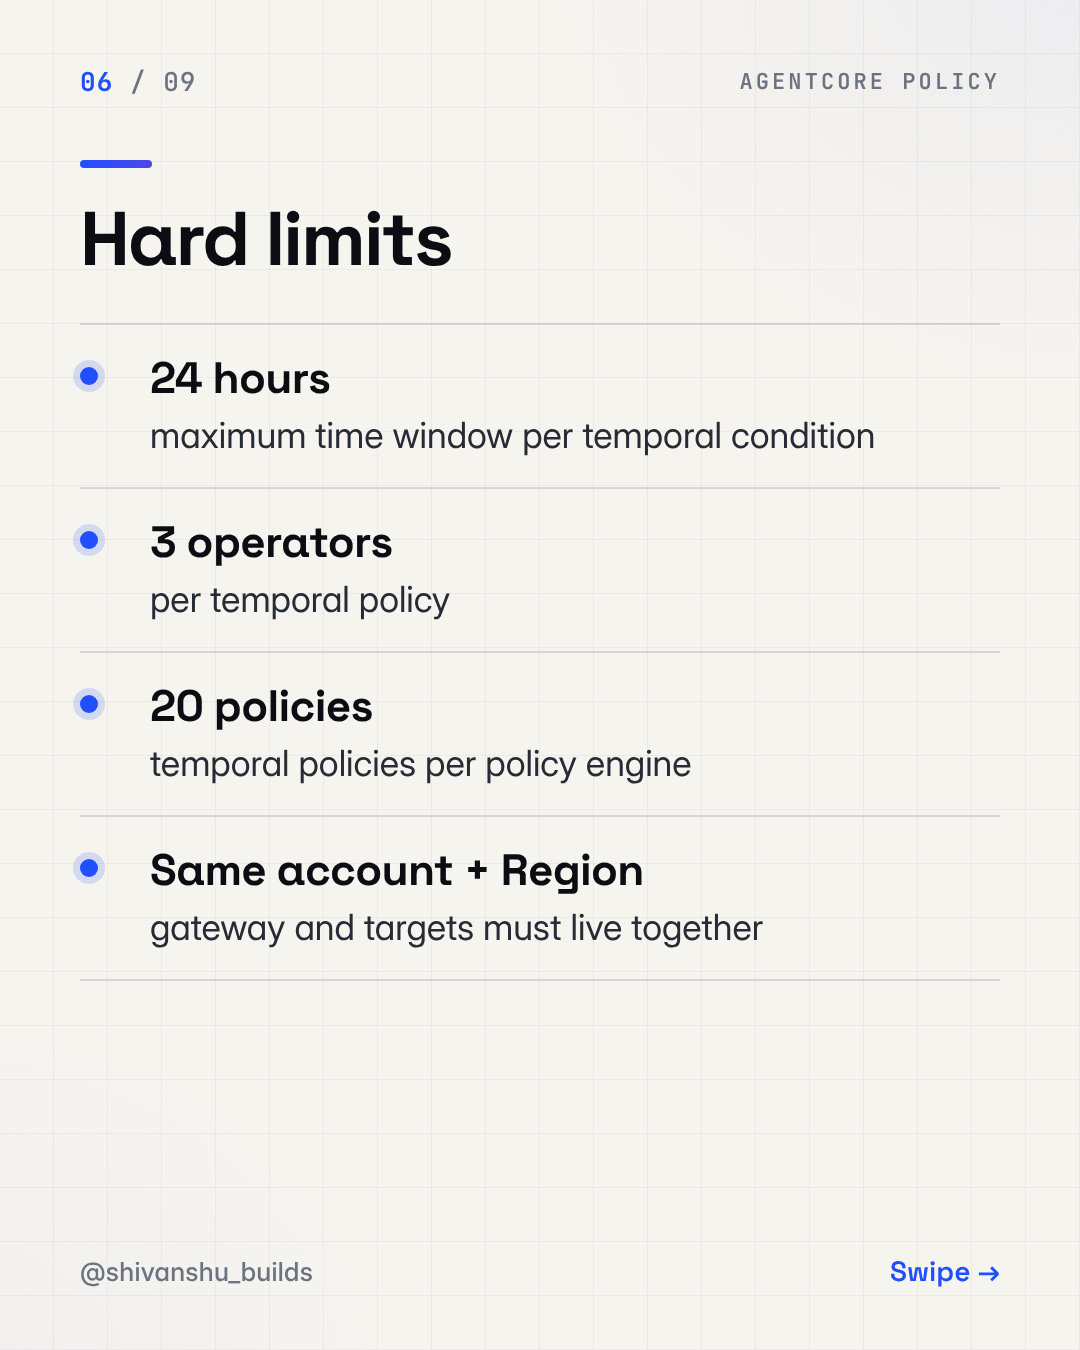 06 / 09
AGENTCORE POLICY
Hard limits
24 hours
maximum time window per temporal condition
3 operators
per temporal policy
20 policies
temporal policies per policy engine
Same account + Region
gateway and targets must live together
@shivanshu_builds
Swipe →